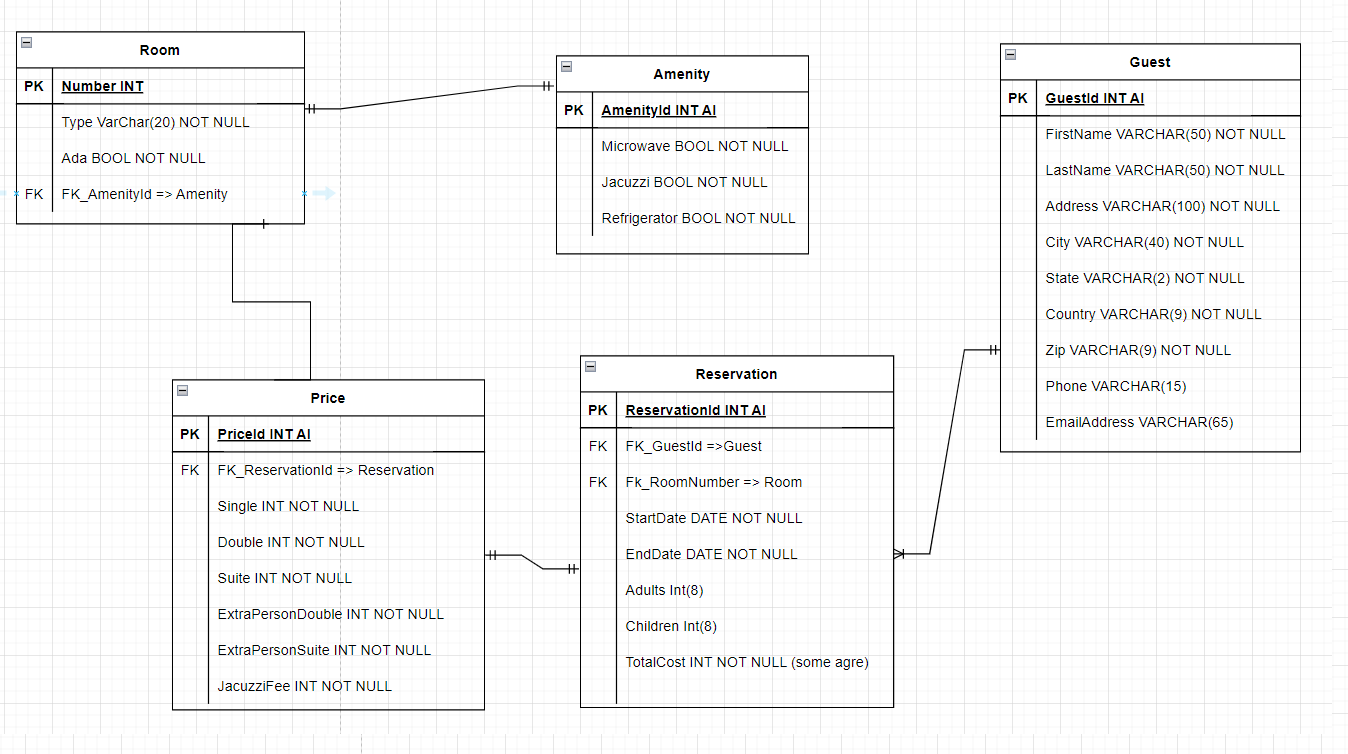 Room
PK Number INT
Type VarChar(20) NOT NULL
Ada BOOL NOT NULL
FK FK_AmenityId => Amenity
Amenity
PK AmenityId INT AI
Microwave BOOL NOT NULL
Jacuzzi BOOL NOT NULL
Refrigerator BOOL NOT NULL
Guest
PK GuestId INT AI
FirstName VARCHAR(50) NOT NULL
LastName VARCHAR(50) NOT NULL
Address VARCHAR(100) NOT NULL
City VARCHAR(40) NOT NULL
State VARCHAR(2) NOT NULL
Country VARCHAR(9) NOT NULL
Zip VARCHAR(9) NOT NULL
Phone VARCHAR(15)
EmailAddress VARCHAR(65)
Price
PK PriceId INT AI
FK FK_ReservationId => Reservation
Single INT NOT NULL
Double INT NOT NULL
Suite INT NOT NULL
ExtraPersonDouble INT NOT NULL
ExtraPersonSuite INT NOT NULL
JacuzziFee INT NOT NULL
Reservation
PK ReservationId INT AI
FK FK_GuestId =>Guest
FK Fk_RoomNumber => Room
StartDate DATE NOT NULL
EndDate DATE NOT NULL
Adults Int(8)
Children Int(8)
TotalCost INT NOT NULL (some agre)